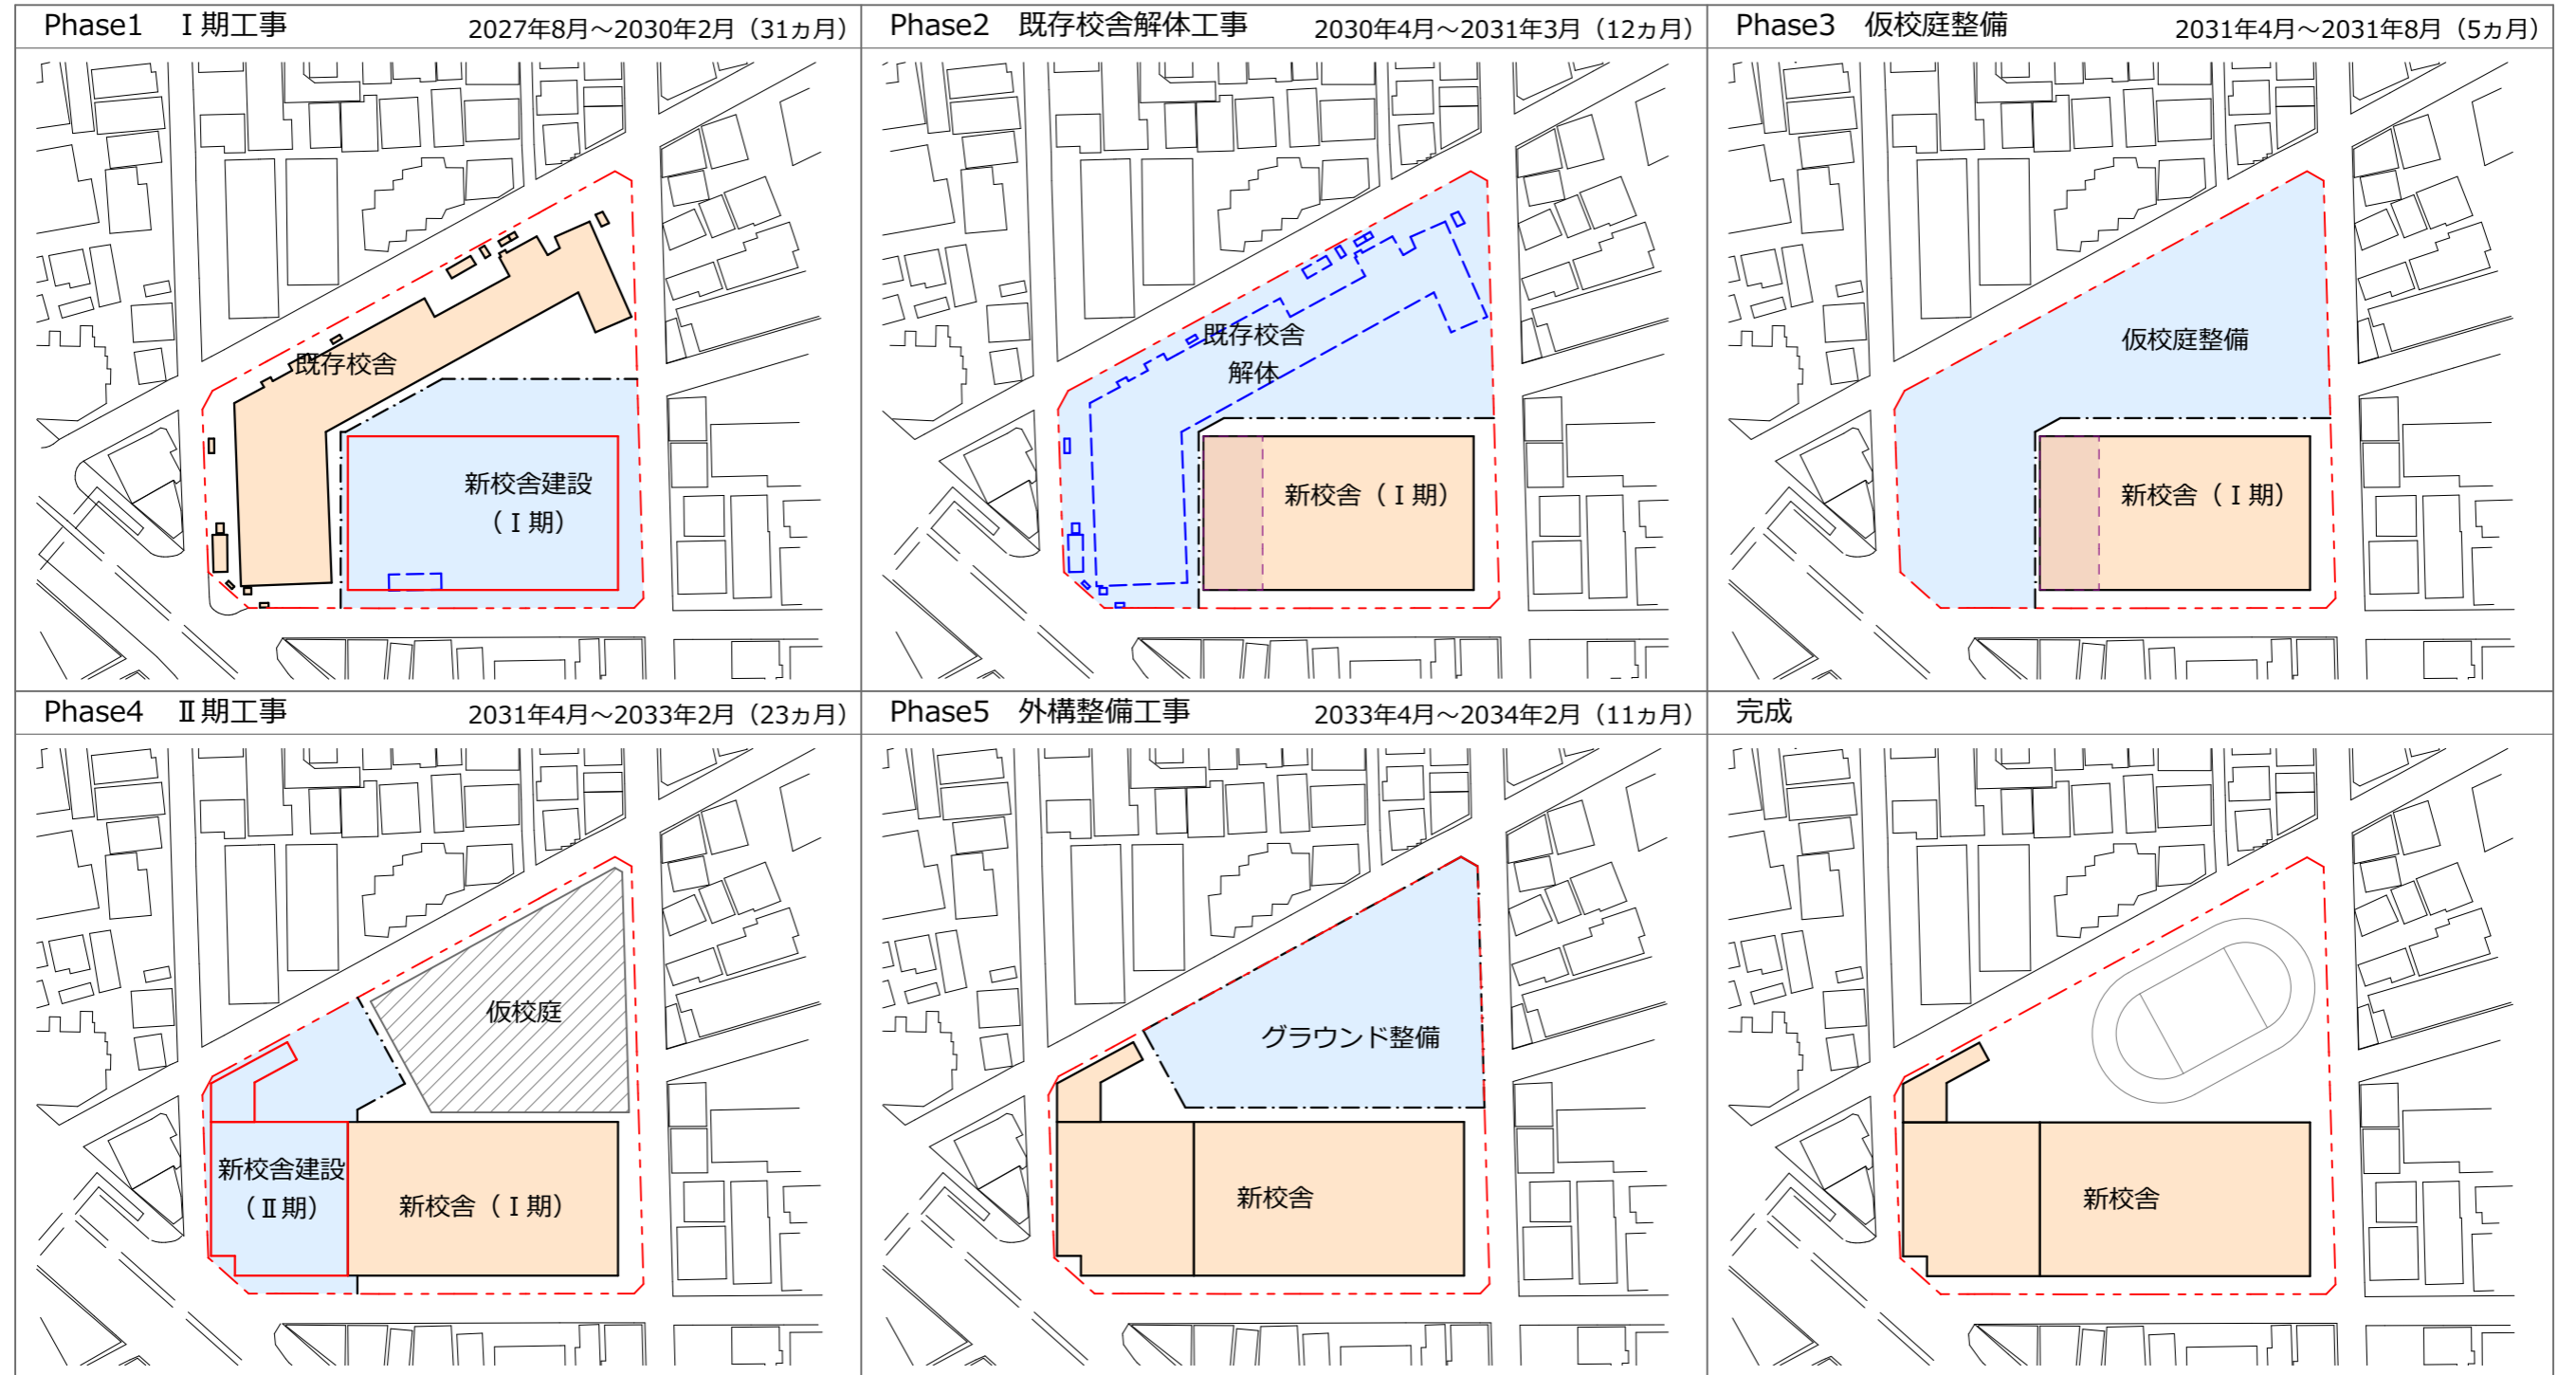 Phase1　Ⅰ期工事　2027年8月～2030年2月（31ヵ月）
既存校舎
新校舎建設
（Ⅰ期）
Phase2　既存校舎解体工事　2030年4月～2031年3月（12ヵ月）
既存校舎
解体
新校舎（Ⅰ期）
Phase3　仮校庭整備　2031年4月～2031年8月（5ヵ月）
仮校庭整備
新校舎（Ⅰ期）
Phase4　Ⅱ期工事　2031年4月～2033年2月（23ヵ月）
仮校庭
新校舎建設
（Ⅱ期）
新校舎（Ⅰ期）
Phase5　外構整備工事　2033年4月～2034年2月（11ヵ月）
グラウンド整備
新校舎
完成
新校舎